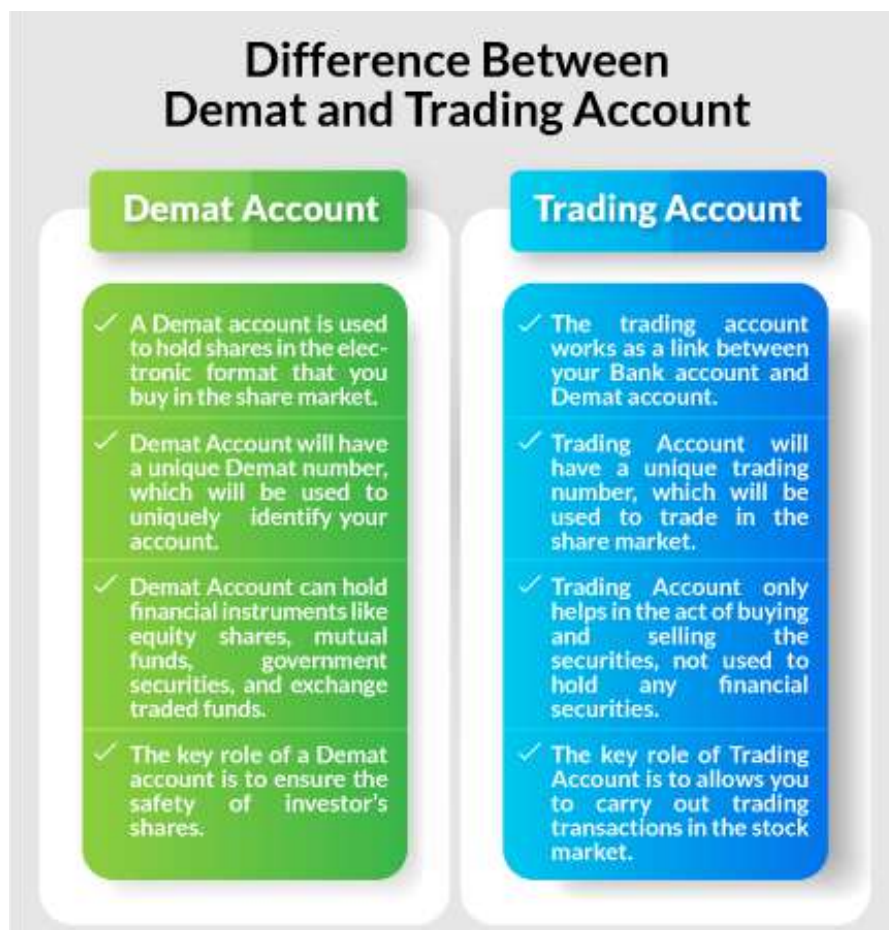 Difference Between
Demat and Trading Account
Demat Account
A Demat account is used
to hold shares in the elec-
tronic format that you
buy in the share market.
Demat Account will have
a unique Demat number,
which will be used to
uniquely identify your
account.
Demat Account can hold
financial instruments like
equity shares, mutual
funds, government
securities, and exchange
traded funds.
The key role of a Demat
account is to ensure the
safety of investor's
shares.
Trading Account
The trading account
works as a link between
your Bank account and
Demat account.
Trading Account will
have a unique trading
number, which will be
used to trade in the
share market.
Trading Account only
helps in the act of buying
and selling the
securities, not used to
hold any financial
securities.
The key role of Trading
Account is to allows you
to carry out trading
transactions in the stock
market.